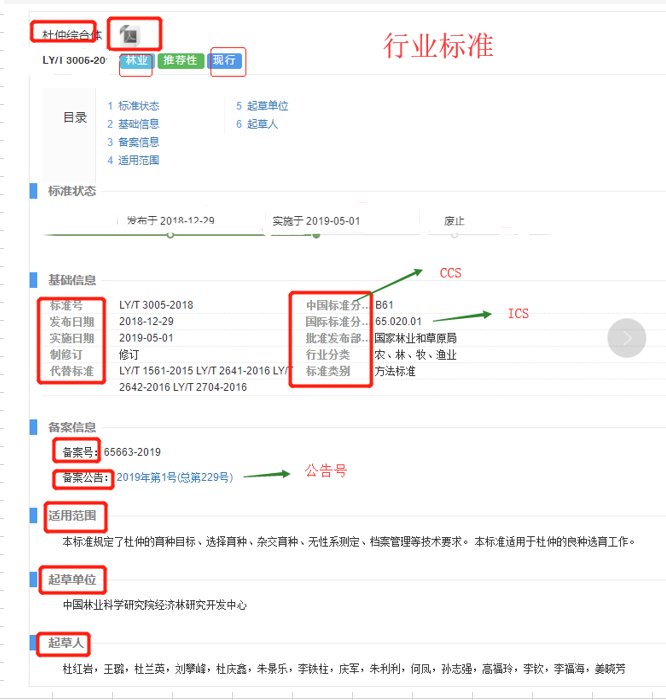 杜仲综合体
行业标准
LY/T 3005-20 林业 推荐性 现行
目录
1 标准状态
2 基础信息
3 备案信息
4 适用范围
5 起草单位
6 起草人
标准状态
发布于 2018-12-29 实施于 2019-05-01 废止
基础信息
CCS
标准号 LY/T 3005-2018 中国标准分... B61
ICS
发布日期 2018-12-29 国际标准分... 65.020.01
实施日期 2019-05-01 批准发布部... 国家林业和草原局
制修订 修订 行业分类 农、林、牧、渔业
代替标准 LY/T 1561-2015 LY/T 2641-2016 LY/T 标准类别 方法标准
2642-2016 LY/T 2704-2016
备案信息
备案号: 65663-2019
备案公告: 2019年第1号(总第229号) 公告号
适用范围
本标准规定了杜仲的育种目标、选择育种、杂交育种、无性系测定、档案管理等技术要求。 本标准适用于杜仲的良种选育工作。
起草单位
中国林业科学研究院经济林研究开发中心
起草人
杜红岩，王璐，杜兰英，刘攀峰，杜庆鑫，朱景乐，李铁柱，庆军，朱利利，何凤，孙志强，高福玲，李钦，李福海，姜晓芳